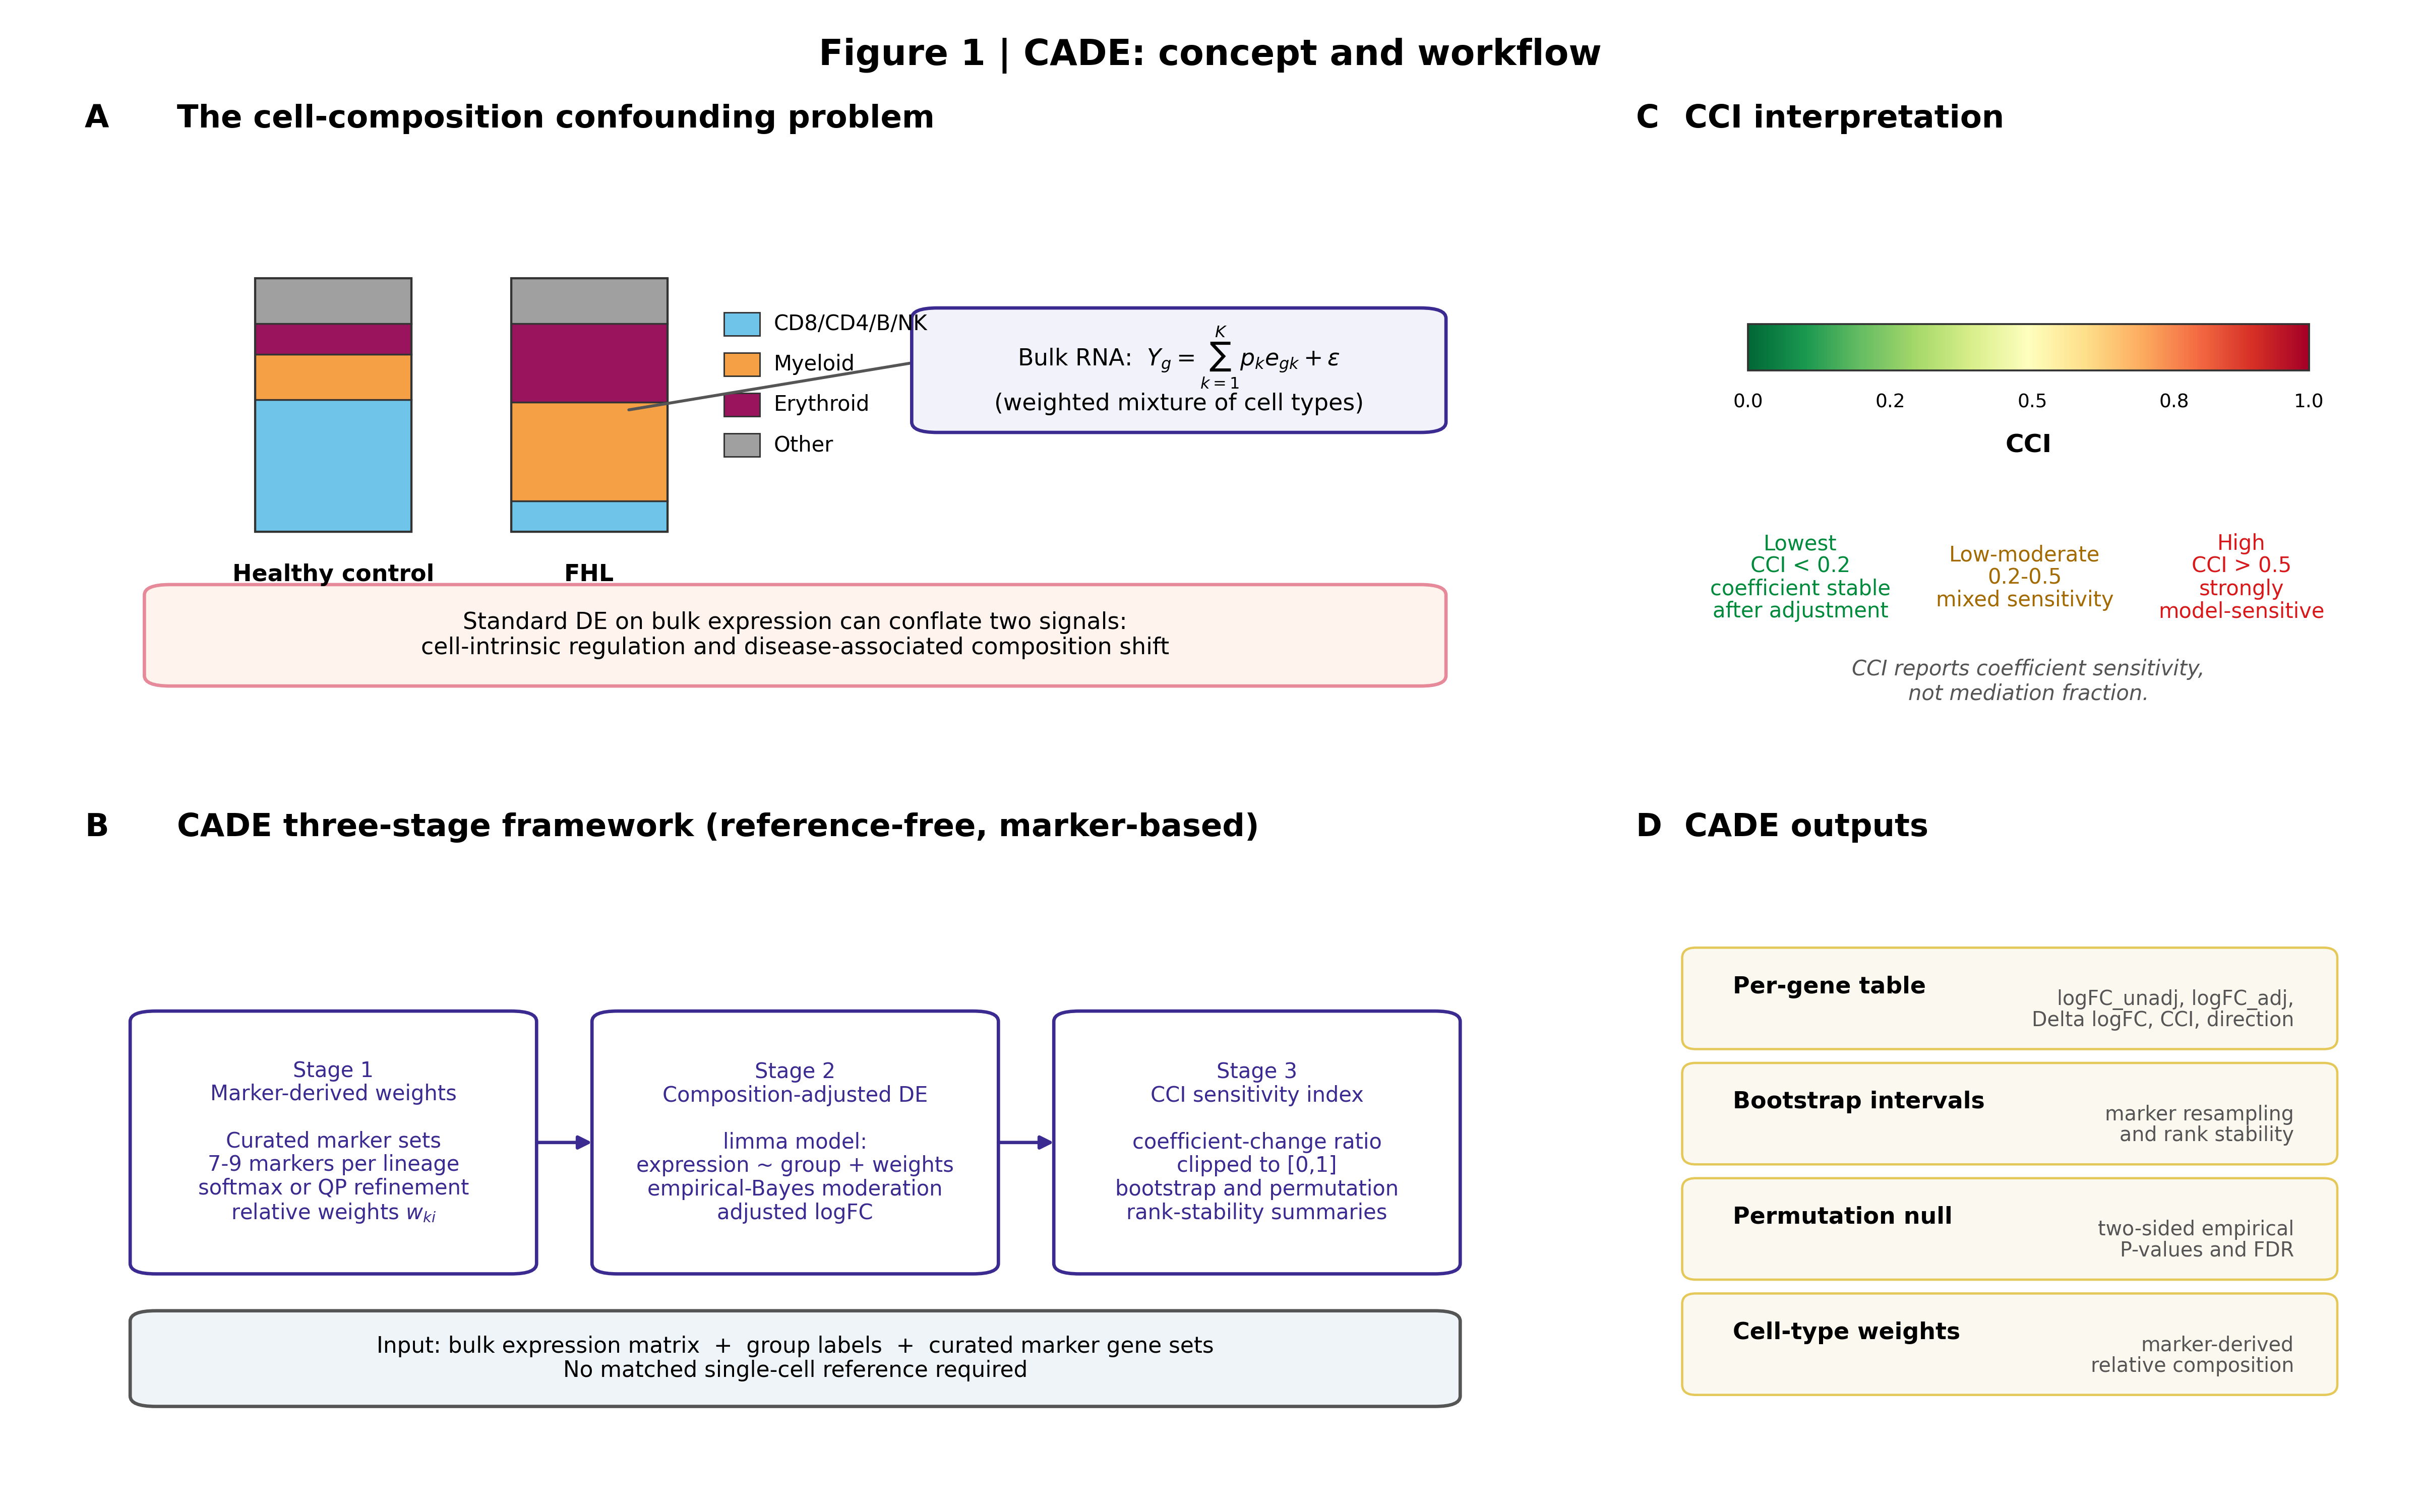 Figure 1 | CADE: concept and workflow
A The cell-composition confounding problem
CD8/CD4/B/NK
Myeloid
Erythroid
Other
Healthy control
FHL
Bulk RNA: $Y_g = \sum_{k=1}^{K} p_k e_{gk} + \varepsilon$
(weighted mixture of cell types)
Standard DE on bulk expression can conflate two signals:
cell-intrinsic regulation and disease-associated composition shift
C CCI interpretation
0.0 0.2 0.5 0.8 1.0
CCI
Lowest
CCI < 0.2
coefficient stable
after adjustment
Low-moderate
0.2-0.5
mixed sensitivity
High
CCI > 0.5
strongly
model-sensitive
CCI reports coefficient sensitivity,
not mediation fraction.
B CADE three-stage framework (reference-free, marker-based)
Stage 1
Marker-derived weights
Curated marker sets
7-9 markers per lineage
softmax or QP refinement
relative weights $w_{ki}$
Stage 2
Composition-adjusted DE
limma model:
expression ~ group + weights
empirical-Bayes moderation
adjusted logFC
Stage 3
CCI sensitivity index
coefficient-change ratio
clipped to [0,1]
bootstrap and permutation
rank-stability summaries
Input: bulk expression matrix + group labels + curated marker gene sets
No matched single-cell reference required
D CADE outputs
Per-gene table
logFC_unadj, logFC_adj,
Delta logFC, CCI, direction
Bootstrap intervals
marker resampling
and rank stability
Permutation null
two-sided empirical
P-values and FDR
Cell-type weights
marker-derived
relative composition